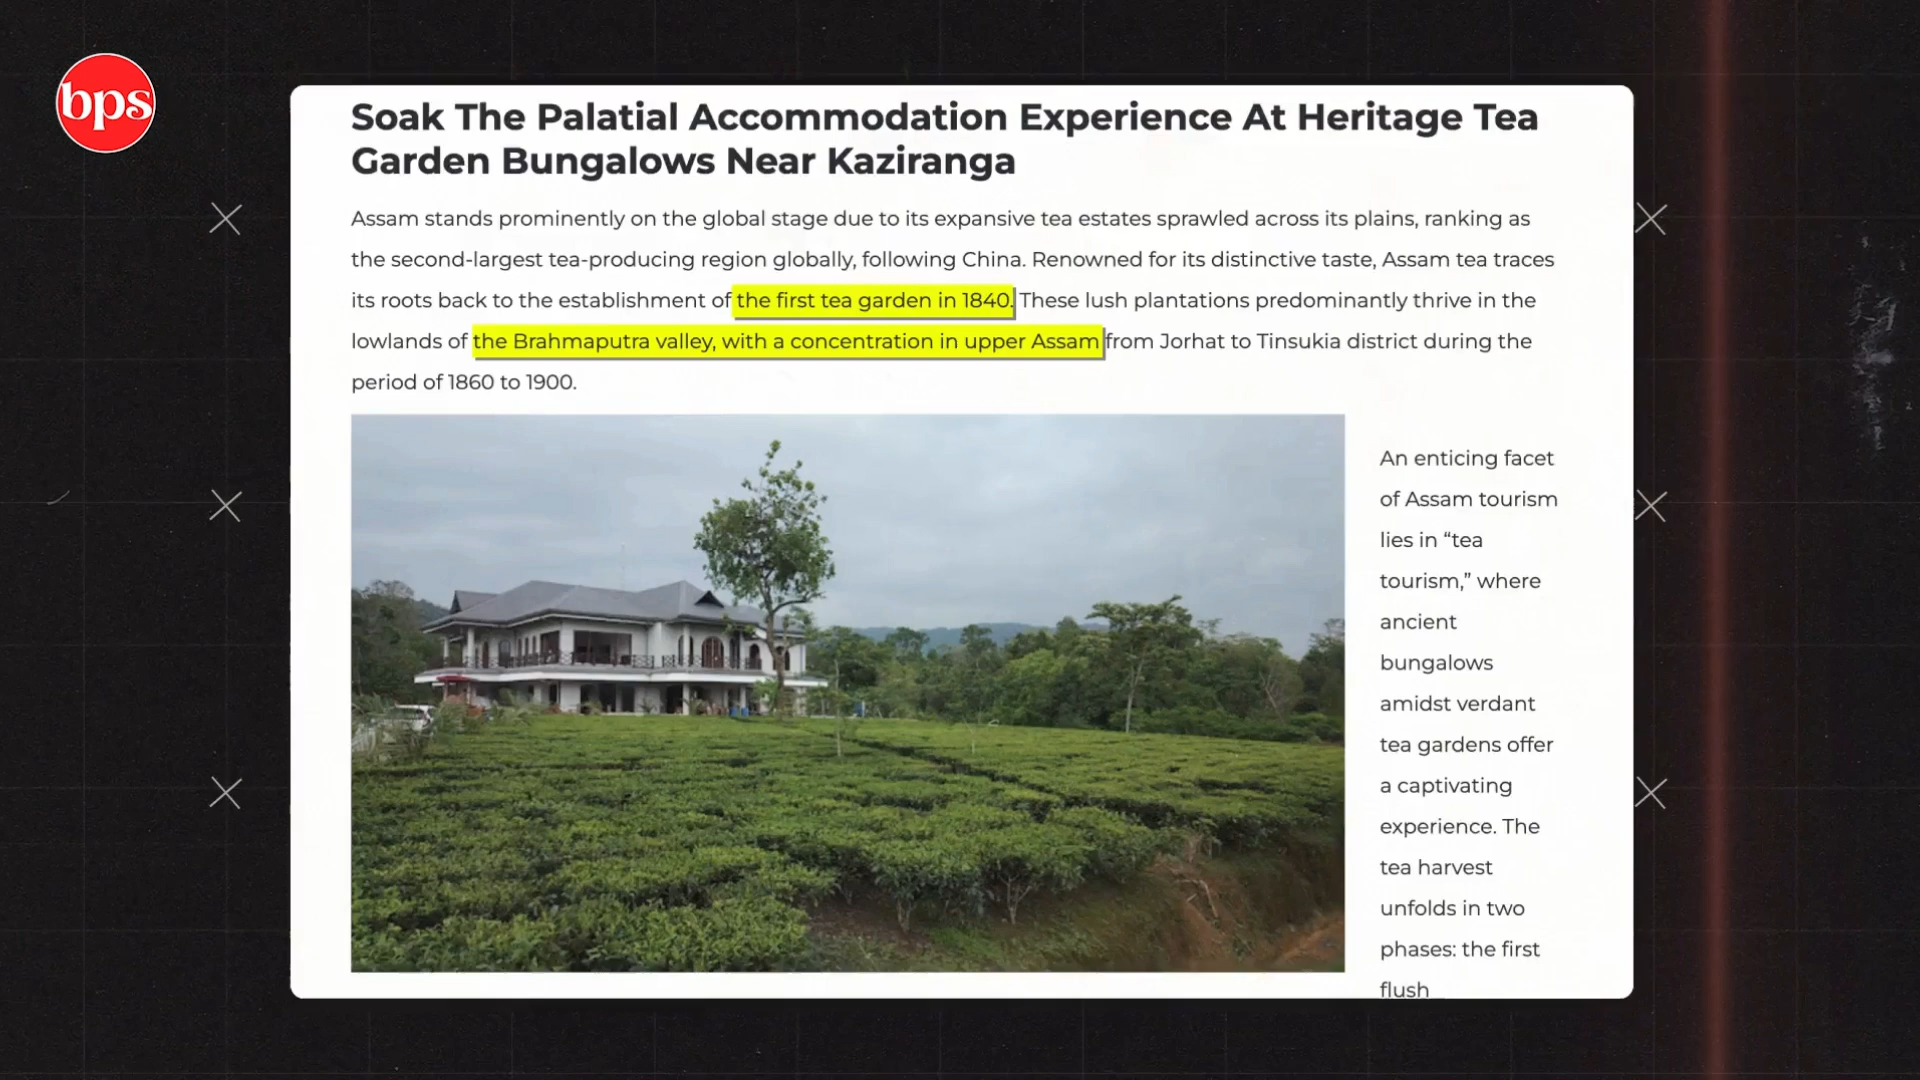 bps
Soak The Palatial Accommodation Experience At Heritage Tea
Garden Bungalows Near Kaziranga
Assam stands prominently on the global stage due to its expansive tea estates sprawled across its plains, ranking as
the second-largest tea-producing region globally, following China. Renowned for its distinctive taste, Assam tea traces
its roots back to the establishment of the first tea garden in 1840. These lush plantations predominantly thrive in the
lowlands of the Brahmaputra valley, with a concentration in upper Assam from Jorhat to Tinsukia district during the
period of 1860 to 1900.
An enticing facet
of Assam tourism
lies in “tea
tourism,” where
ancient
bungalows
amidst verdant
tea gardens offer
a captivating
experience. The
tea harvest
unfolds in two
phases: the first
flush